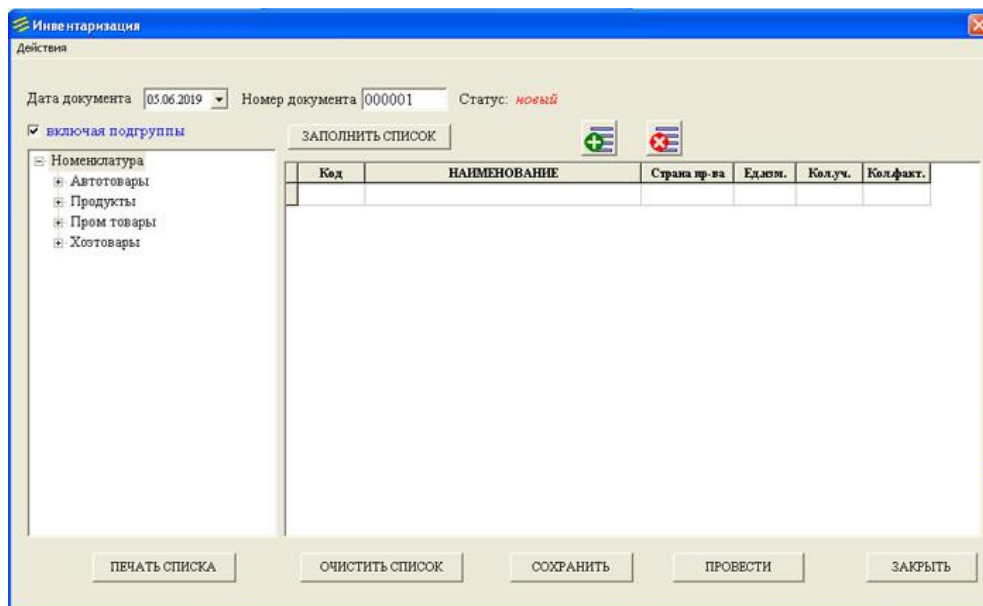 Инвентаризация
Действия
Дата документа 05.06.2019 Номер документа 000001 Статус: новый
включая подгруппы ЗАПОЛНИТЬ СПИСОК
Номенклатура
Автотовары
Продукты
Пром товары
Хозтовары
Код НАИМЕНОВАНИЕ Страна пр-ва Ед.изм. Кол.уч. Кол.факт.
ПЕЧАТЬ СПИСКА ОЧИСТИТЬ СПИСОК СОХРАНИТЬ ПРОВЕСТИ ЗАКРЫТЬ